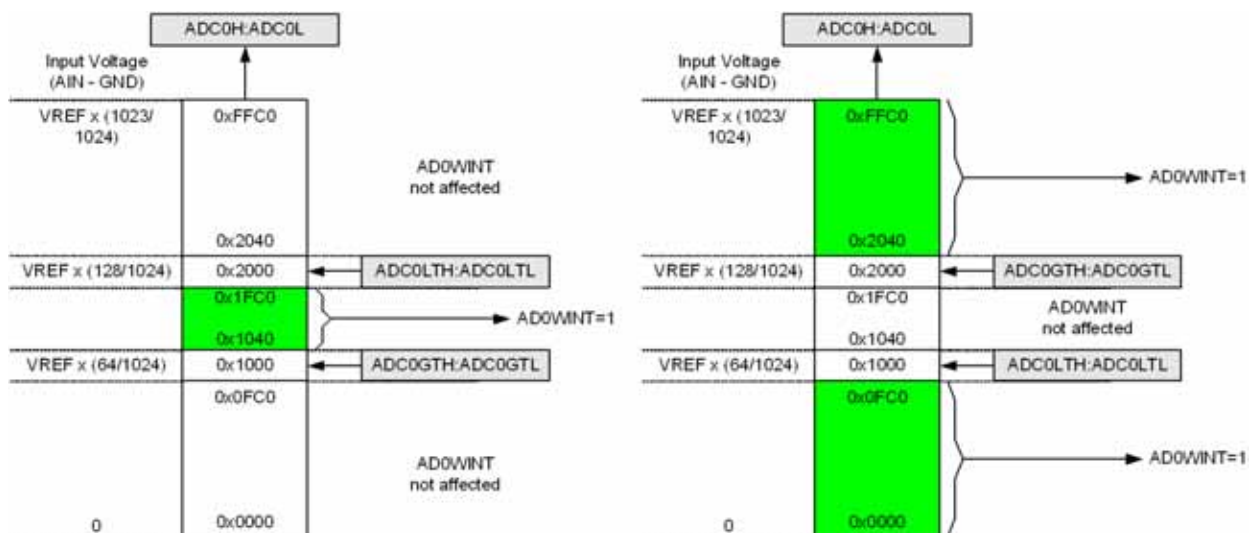 ADC0H:ADC0L
Input Voltage
(AIN - GND)
VREF x (1023/
1024)
0xFFC0
AD0WINT
not affected
0x2040
VREF x (128/1024)
0x2000
ADC0LTH:ADC0LTL
0x1FC0
AD0WINT=1
0x1040
VREF x (64/1024)
0x1000
ADC0GTH:ADC0GTL
0x0FC0
AD0WINT
not affected
0
0x0000
ADC0H:ADC0L
Input Voltage
(AIN - GND)
VREF x (1023/
1024)
0xFFC0
AD0WINT=1
0x2040
VREF x (128/1024)
0x2000
ADC0GTH:ADC0GTL
0x1FC0
AD0WINT
not affected
0x1040
VREF x (64/1024)
0x1000
ADC0LTH:ADC0LTL
0x0FC0
AD0WINT=1
0
0x0000